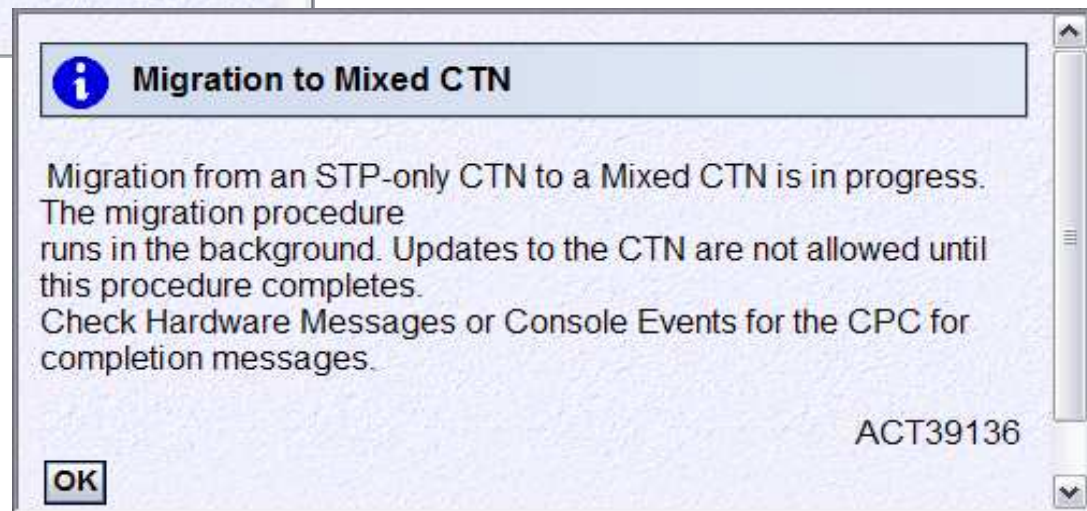 Migration to Mixed CTN
Migration from an STP-only CTN to a Mixed CTN is in progress.
The migration procedure
runs in the background. Updates to the CTN are not allowed until
this procedure completes.
Check Hardware Messages or Console Events for the CPC for
completion messages.
ACT39136
OK